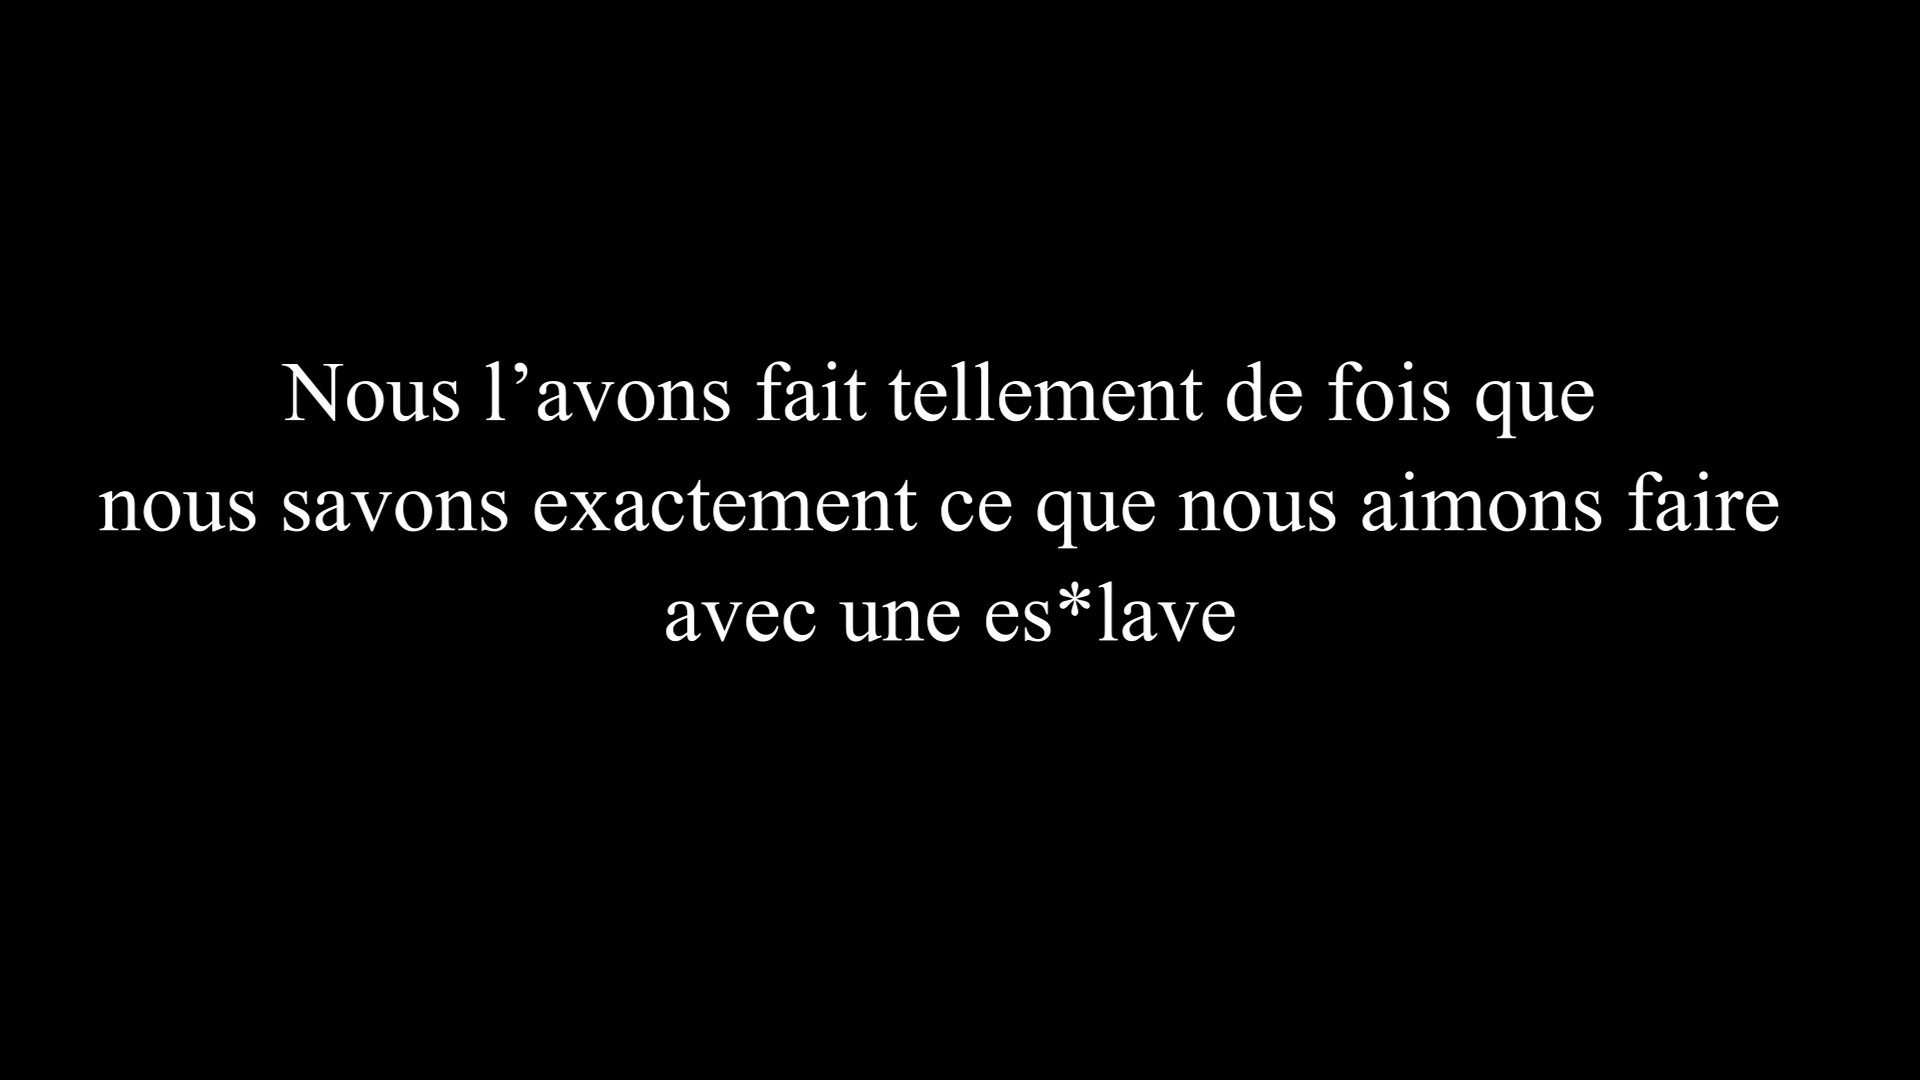 Nous l’avons fait tellement de fois que
nous savons exactement ce que nous aimons faire
avec une es*lave